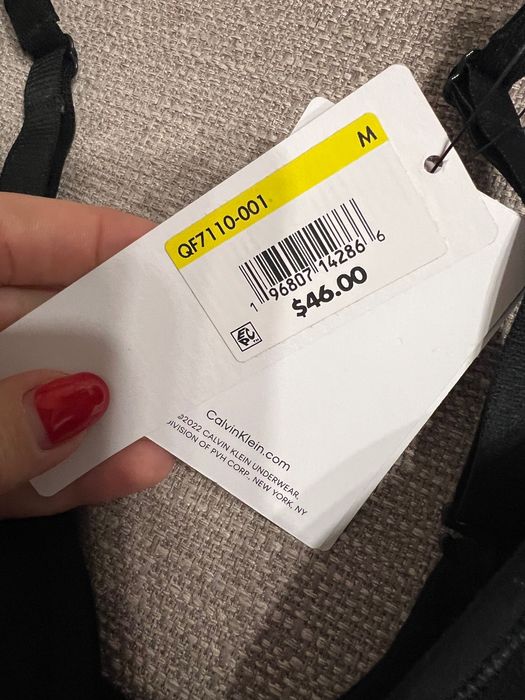 M
QF7110-001
1 96807 14286 6
$46.00
EPC
CalvinKlein.com
©2022 CALVIN KLEIN UNDERWEAR,
DIVISION OF PVH CORP., NEW YORK, NY